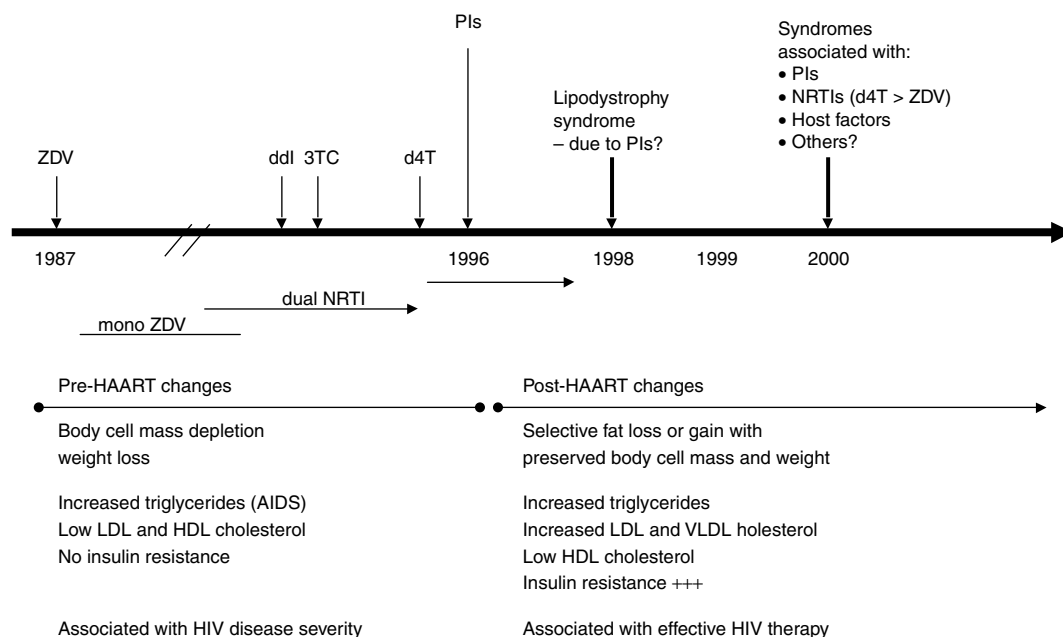 PIs
Syndromes
associated with:
• PIs
• NRTIs (d4T > ZDV)
• Host factors
• Others?
Lipodystrophy
syndrome
– due to PIs?
ZDV
ddI
3TC
d4T
1987
1996
1998
1999
2000
dual NRTI
mono ZDV
Pre-HAART changes
Body cell mass depletion
weight loss
Increased triglycerides (AIDS)
Low LDL and HDL cholesterol
No insulin resistance
Associated with HIV disease severity
Post-HAART changes
Selective fat loss or gain with
preserved body cell mass and weight
Increased triglycerides
Increased LDL and VLDL holesterol
Low HDL cholesterol
Insulin resistance +++
Associated with effective HIV therapy